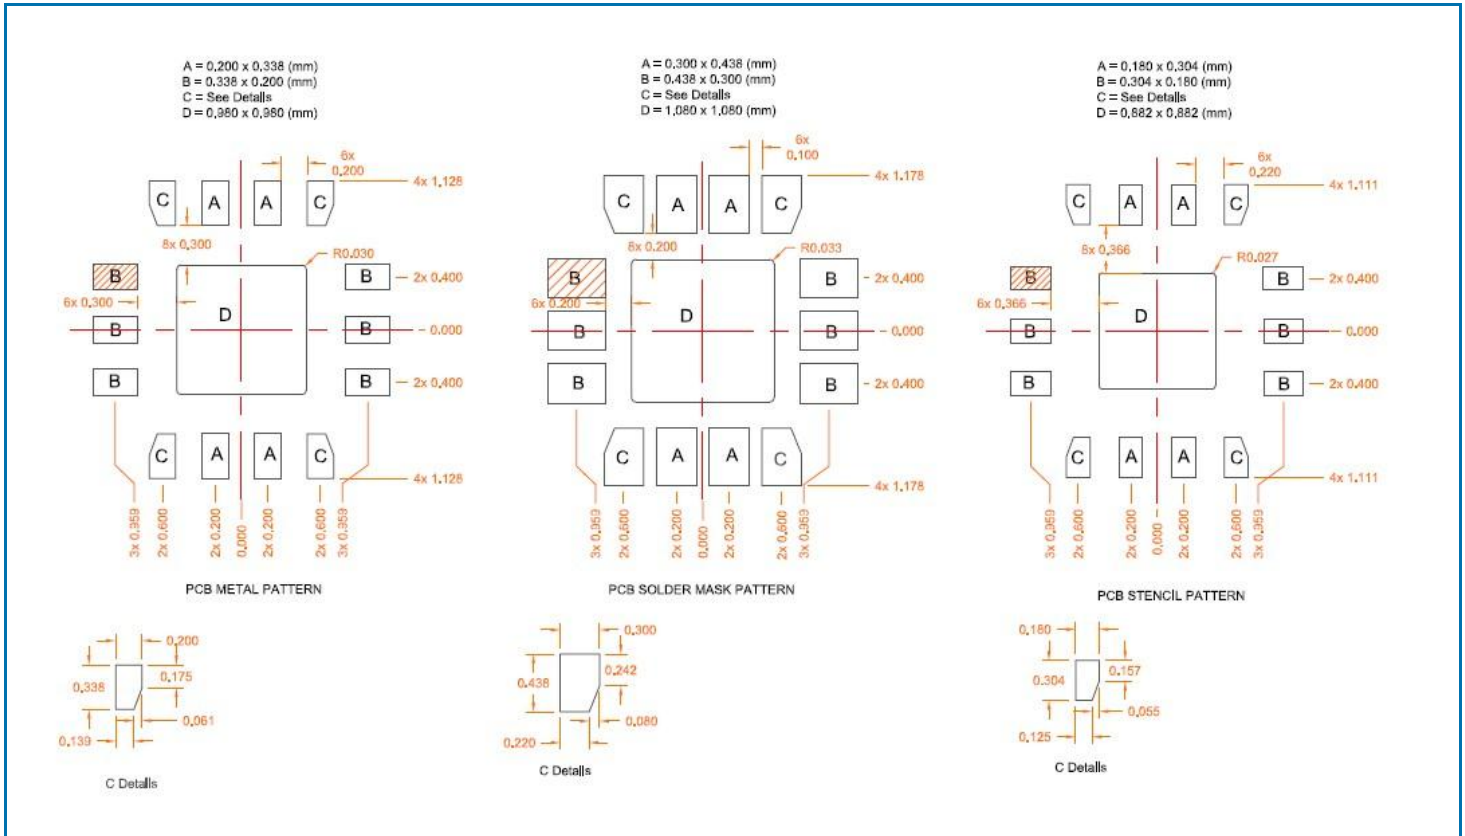 A = 0.200 x 0.338 (mm)
B = 0.338 x 0.200 (mm)
C = See Details
D = 0.980 x 0.980 (mm)
6x
0.200
4x 1.128
C
A
A
C
8x 0.300
R0.030
B
B
2x 0.400
6x 0.300
D
B
B
0.000
B
B
2x 0.400
C
A
A
C
4x 1.128
3x 0.959
2x 0.600
2x 0.200
0.000
2x 0.200
2x 0.600
3x 0.959
PCB METAL PATTERN
0.200
0.338
0.175
0.061
0.139
C Details
A = 0.300 x 0.438 (mm)
B = 0.438 x 0.300 (mm)
C = See Details
D = 1.080 x 1.080 (mm)
6x
0.100
4x 1.178
C
A
A
C
8x 0.200
R0.033
B
B
2x 0.400
6x 0.200
D
B
B
0.000
B
B
2x 0.400
C
A
A
C
4x 1.178
3x 0.959
2x 0.600
2x 0.200
0.000
2x 0.200
2x 0.600
3x 0.959
PCB SOLDER MASK PATTERN
0.300
0.438
0.242
0.080
0.220
C Details
A = 0.180 x 0.304 (mm)
B = 0.304 x 0.180 (mm)
C = See Details
D = 0.882 x 0.882 (mm)
6x
0.220
4x 1.111
C
A
A
C
8x 0.366
R0.027
B
B
2x 0.400
6x 0.366
D
B
B
0.000
B
B
2x 0.400
C
A
A
C
4x 1.111
3x 0.959
2x 0.600
2x 0.200
0.000
2x 0.200
2x 0.600
3x 0.959
PCB STENCIL PATTERN
0.180
0.304
0.157
0.055
0.125
C Details